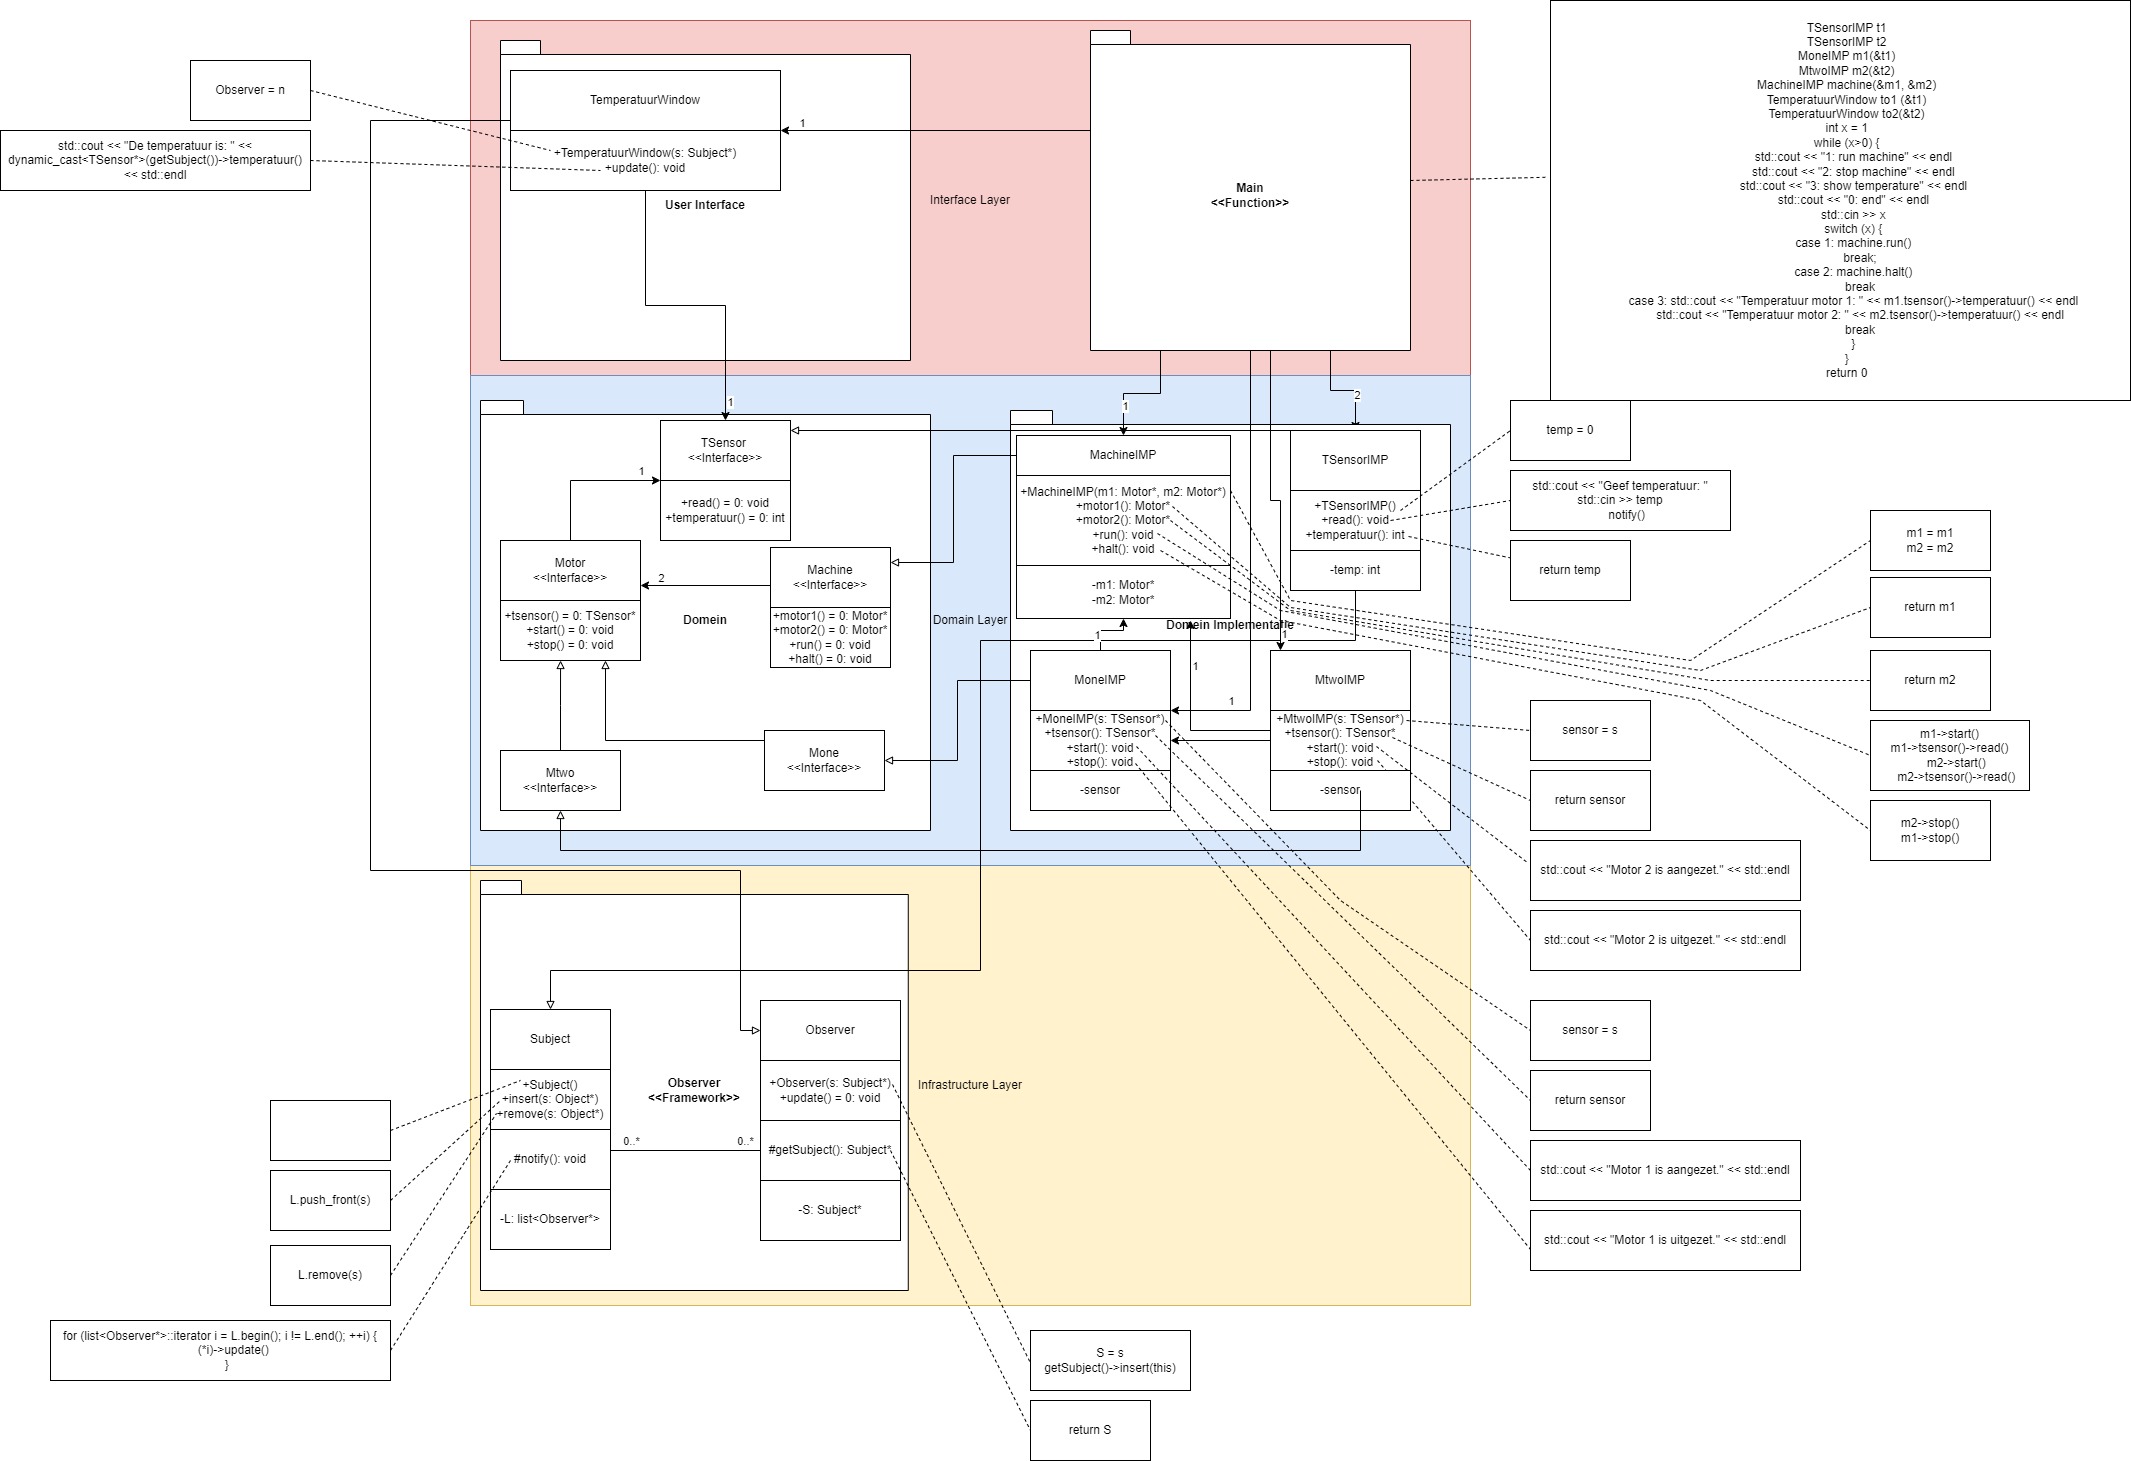 TSensorIMP t1
TSensorIMP t2
MoneIMP m1(&t1)
MtwoIMP m2(&t2)
MachineIMP machine(&m1, &m2)
TemperatuurWindow to1 (&t1)
TemperatuurWindow to2(&t2)
int x = 1
while (x>0) {
std::cout << "1: run machine" << endl
std::cout << "2: stop machine" << endl
std::cout << "3: show temperature" << endl
std::cout << "0: end" << endl
std::cin >> x
switch (x) {
case 1: machine.run()
break;
case 2: machine.halt()
break
case 3: std::cout << "Temperatuur motor 1: " << m1.tsensor()->temperatuur() << endl
std::cout << "Temperatuur motor 2: " << m2.tsensor()->temperatuur() << endl
break
}
}
return 0
Observer = n
std::cout << "De temperatuur is: " <<
dynamic_cast<TSensor*>(getSubject())->temperatuur()
<< std::endl
TemperatuurWindow
+TemperatuurWindow(s: Subject*)
+update(): void
User Interface
1
Interface Layer
Main
<<Function>>
1
1
2
TSensor
<<Interface>>
+read() = 0: void
+temperatuur() = 0: int
1
Motor
<<Interface>>
+tsensor() = 0: TSensor*
+start() = 0: void
+stop() = 0: void
2
Machine
<<Interface>>
+motor1() = 0: Motor*
+motor2() = 0: Motor*
+run() = 0: void
+halt() = 0: void
Domein
Mone
<<Interface>>
Mtwo
<<Interface>>
Domain Layer
MachineIMP
+MachineIMP(m1: Motor*, m2: Motor*)
+motor1(): Motor*
+motor2(): Motor*
+run(): void
+halt(): void
-m1: Motor*
-m2: Motor*
TSensorIMP
+TSensorIMP()
+read(): void
+temperatuur(): int
-temp: int
Domein Implementatie
1
1
1
1
MoneIMP
+MoneIMP(s: TSensor*)
+tsensor(): TSensor*
+start(): void
+stop(): void
-sensor
MtwoIMP
+MtwoIMP(s: TSensor*)
+tsensor(): TSensor*
+start(): void
+stop(): void
-sensor
temp = 0
std::cout << "Geef temperatuur: "
std::cin >> temp
notify()
return temp
m1 = m1
m2 = m2
return m1
return m2
m1->start()
m1->tsensor()->read()
m2->start()
m2->tsensor()->read()
m2->stop()
m1->stop()
sensor = s
return sensor
std::cout << "Motor 2 is aangezet." << std::endl
std::cout << "Motor 2 is uitgezet." << std::endl
sensor = s
return sensor
std::cout << "Motor 1 is aangezet." << std::endl
std::cout << "Motor 1 is uitgezet." << std::endl
Subject
+Subject()
+insert(s: Object*)
+remove(s: Object*)
#notify(): void
-L: list<Observer*>
Observer
<<Framework>>
0..*
0..*
Observer
+Observer(s: Subject*)
+update() = 0: void
#getSubject(): Subject*
-S: Subject*
Infrastructure Layer
L.push_front(s)
L.remove(s)
for (list<Observer*>::iterator i = L.begin(); i != L.end(); ++i) {
(*i)->update()
}
S = s
getSubject()->insert(this)
return S